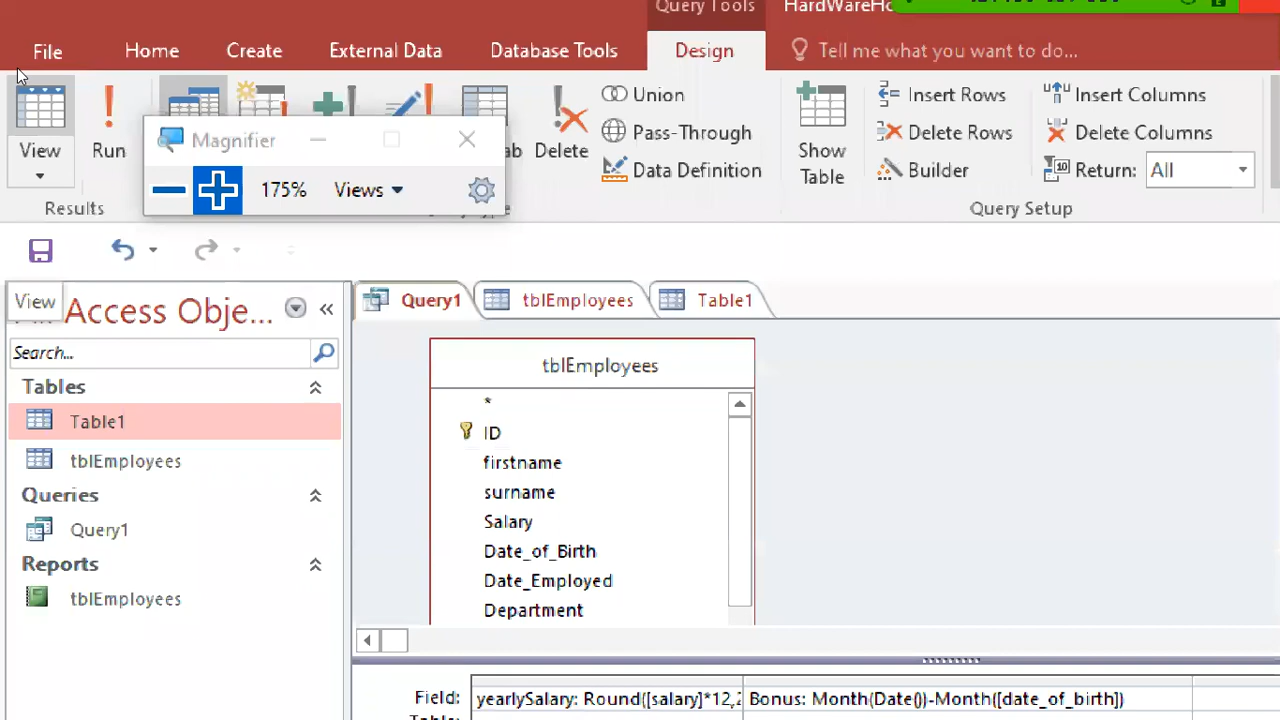 Query Tools
File
Home
Create
External Data
Database Tools
Design
Tell me what you want to do...
View
Run
Magnifier
175%
Views
Delete
Union
Pass-Through
Data Definition
Show
Table
Insert Rows
Delete Rows
Builder
Insert Columns
Delete Columns
Return:
All
Results
Query Setup
View
Access Obje...
Search...
Tables
Table1
tblEmployees
Queries
Query1
Reports
tblEmployees
Query1
tblEmployees
Table1
tblEmployees
*
ID
firstname
surname
Salary
Date_of_Birth
Date_Employed
Department
Field:
yearlySalary: Round([salary]*12,2
Bonus: Month(Date())-Month([date_of_birth])